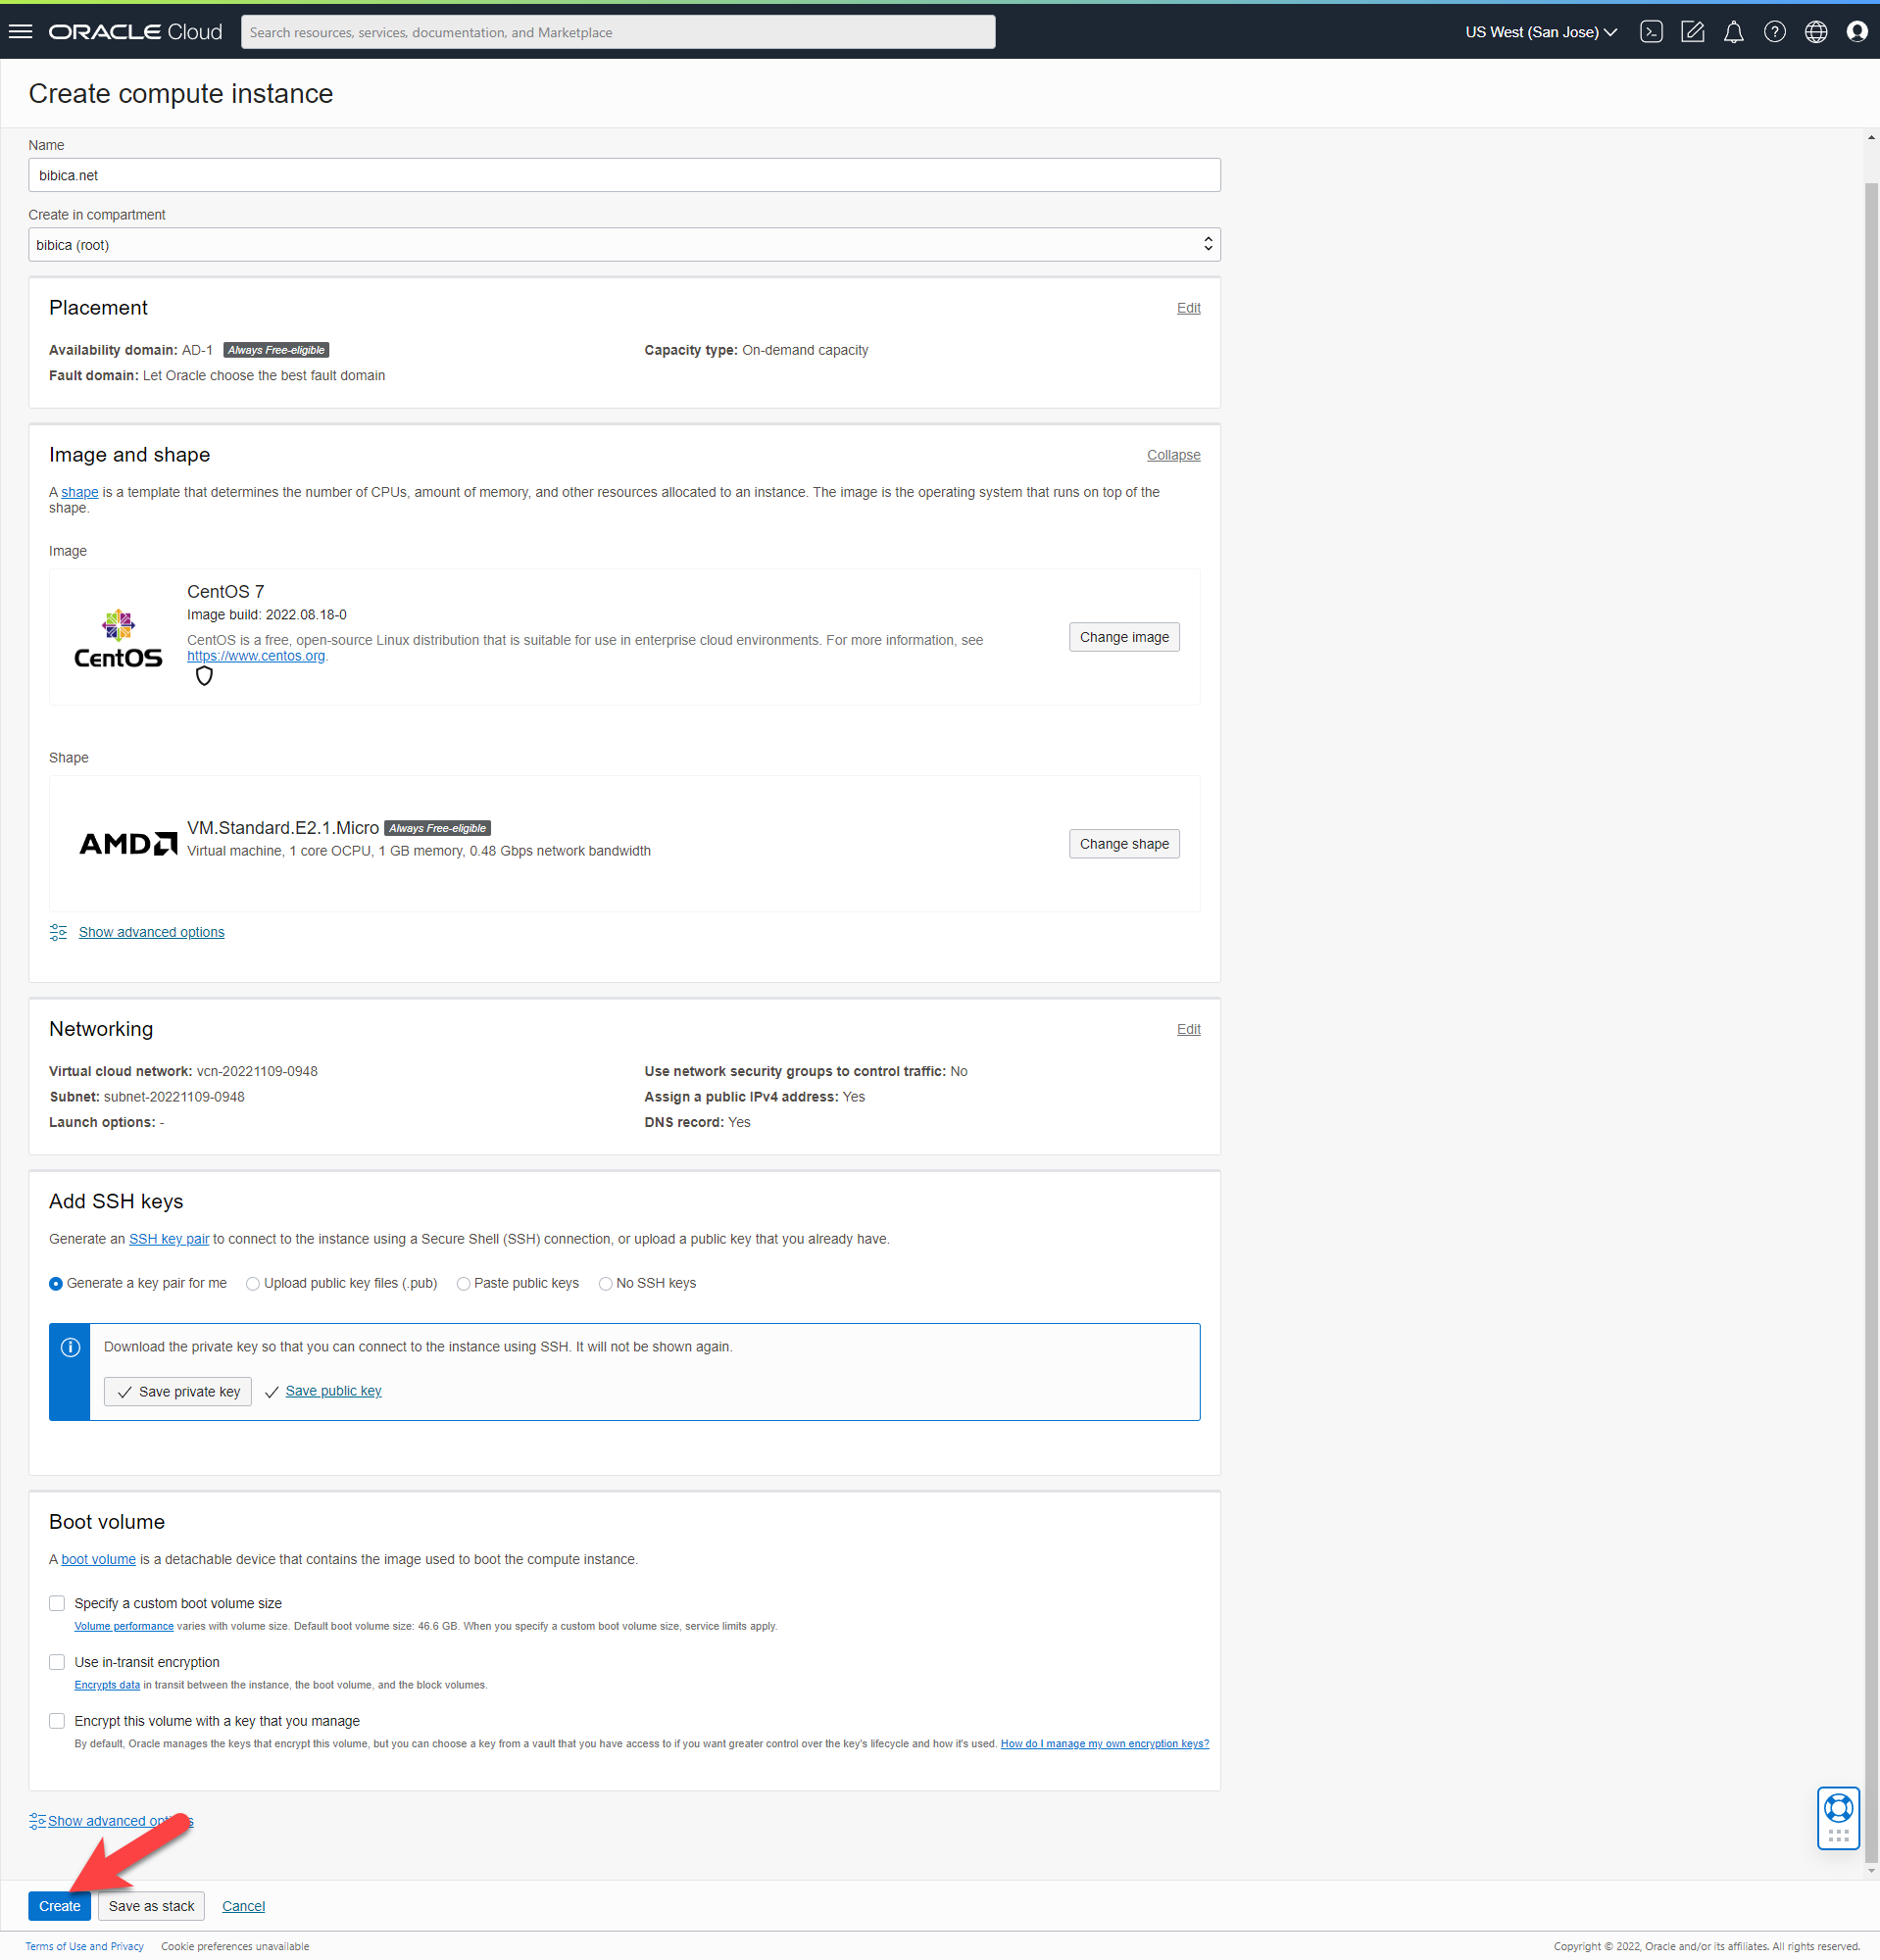 ORACLE Cloud
Search resources, services, documentation, and Marketplace
US West (San Jose)
Create compute instance
Name
bibica.net
Create in compartment
bibica (root)
Placement
Edit
Availability domain: AD-1 Always Free-eligible
Capacity type: On-demand capacity
Fault domain: Let Oracle choose the best fault domain
Image and shape
Collapse
A shape is a template that determines the number of CPUs, amount of memory, and other resources allocated to an instance. The image is the operating system that runs on top of the
shape.
Image
CentOS
CentOS 7
Image build: 2022.08.18-0
CentOS is a free, open-source Linux distribution that is suitable for use in enterprise cloud environments. For more information, see
https://www.centos.org.
Change image
Shape
AMD
VM.Standard.E2.1.Micro Always Free-eligible
Virtual machine, 1 core OCPU, 1 GB memory, 0.48 Gbps network bandwidth
Change shape
Show advanced options
Networking
Edit
Virtual cloud network: vcn-20221109-0948
Use network security groups to control traffic: No
Subnet: subnet-20221109-0948
Assign a public IPv4 address: Yes
Launch options: -
DNS record: Yes
Add SSH keys
Generate an SSH key pair to connect to the instance using a Secure Shell (SSH) connection, or upload a public key that you already have.
Generate a key pair for me
Upload public key files (.pub)
Paste public keys
No SSH keys
Download the private key so that you can connect to the instance using SSH. It will not be shown again.
Save private key
Save public key
Boot volume
A boot volume is a detachable device that contains the image used to boot the compute instance.
Specify a custom boot volume size
Volume performance varies with volume size. Default boot volume size: 46.6 GB. When you specify a custom boot volume size, service limits apply.
Use in-transit encryption
Encrypts data in transit between the instance, the boot volume, and the block volumes.
Encrypt this volume with a key that you manage
By default, Oracle manages the keys that encrypt this volume, but you can choose a key from a vault that you have access to if you want greater control over the key's lifecycle and how it's used. How do I manage my own encryption keys?
Show advanced
Create
Save as stack
Cancel
Terms of Use and Privacy
Cookie preferences unavailable
Copyright © 2022, Oracle and/or its affiliates. All rights reserved.